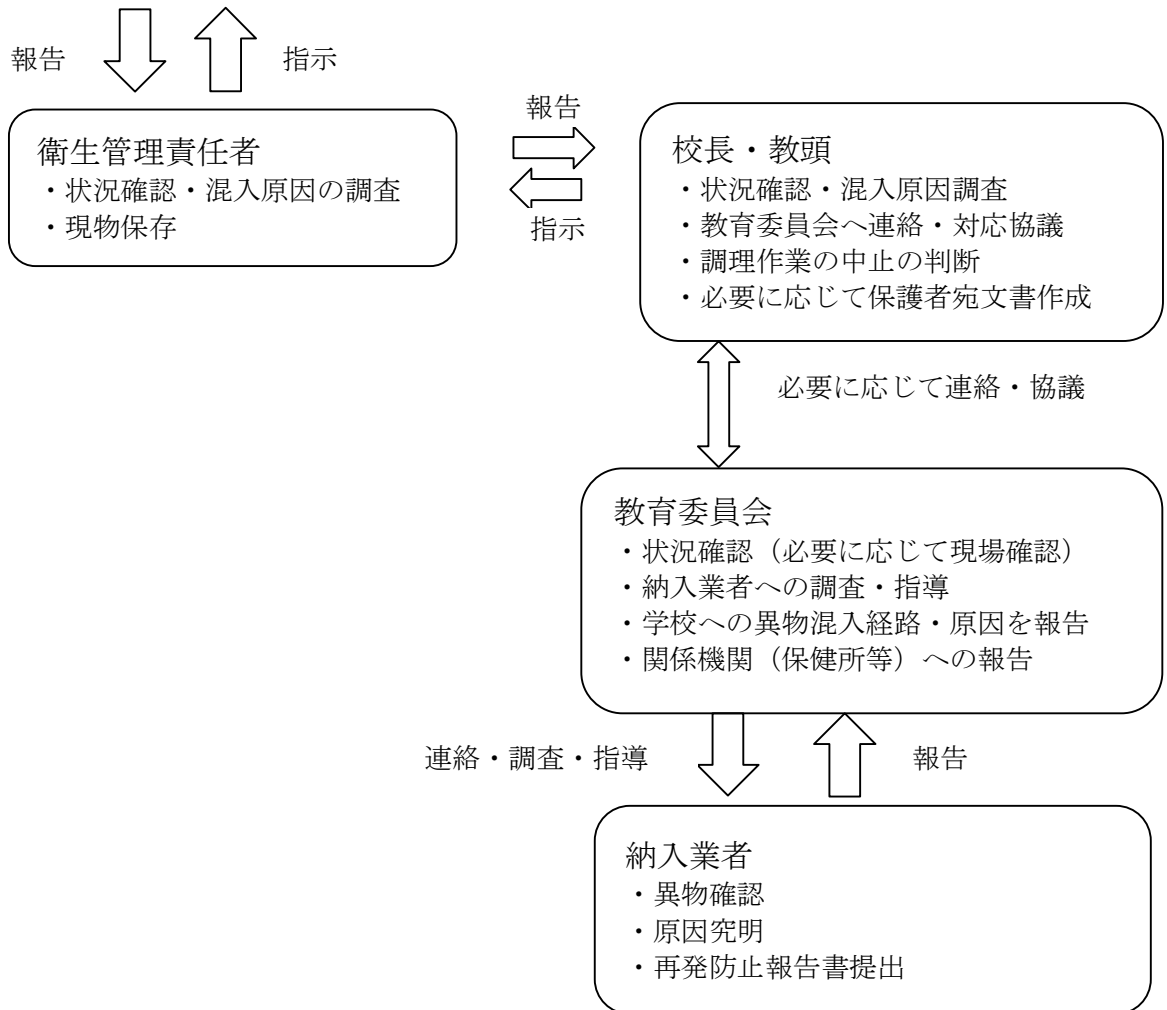 報告
指示
衛生管理責任者
・状況確認・混入原因の調査
・現物保存
報告
指示
校長・教頭
・状況確認・混入原因調査
・教育委員会へ連絡・対応協議
・調理作業の中止の判断
・必要に応じて保護者宛文書作成
必要に応じて連絡・協議
教育委員会
・状況確認（必要に応じて現場確認）
・納入業者への調査・指導
・学校への異物混入経路・原因を報告
・関係機関（保健所等）への報告
連絡・調査・指導
報告
納入業者
・異物確認
・原因究明
・再発防止報告書提出